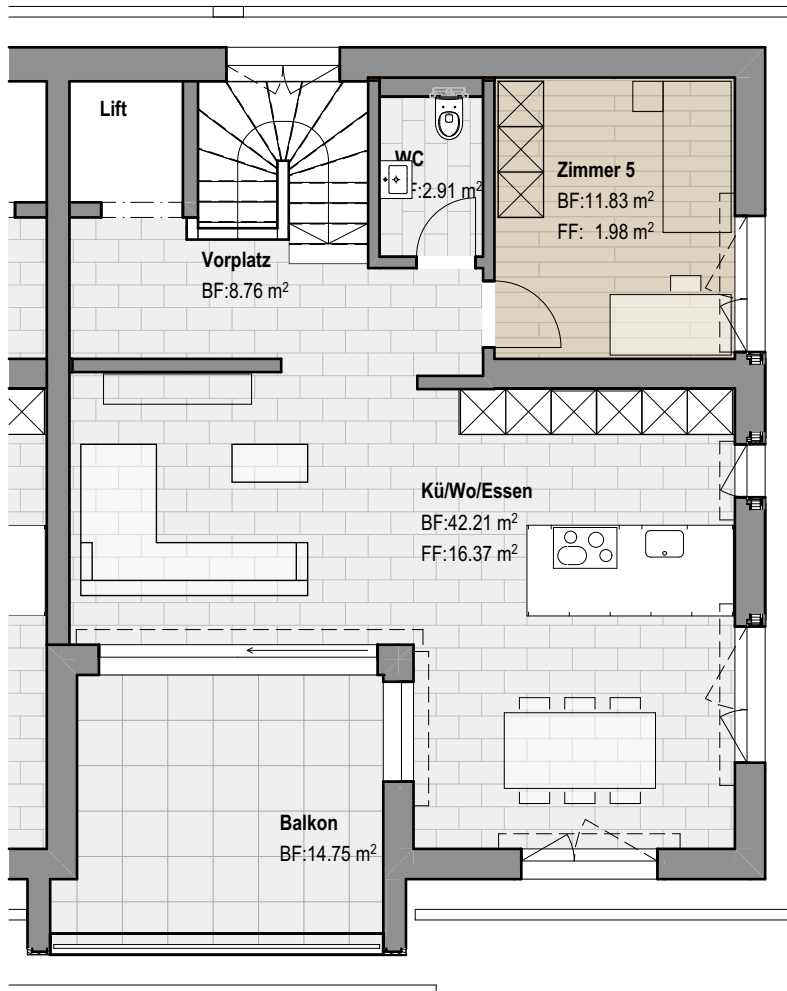 Lift
WC
F:2.91 m²
Zimmer 5
BF:11.83 m²
FF: 1.98 m²
Vorplatz
BF:8.76 m²
Kü/Wo/Essen
BF:42.21 m²
FF:16.37 m²
Balkon
BF:14.75 m²